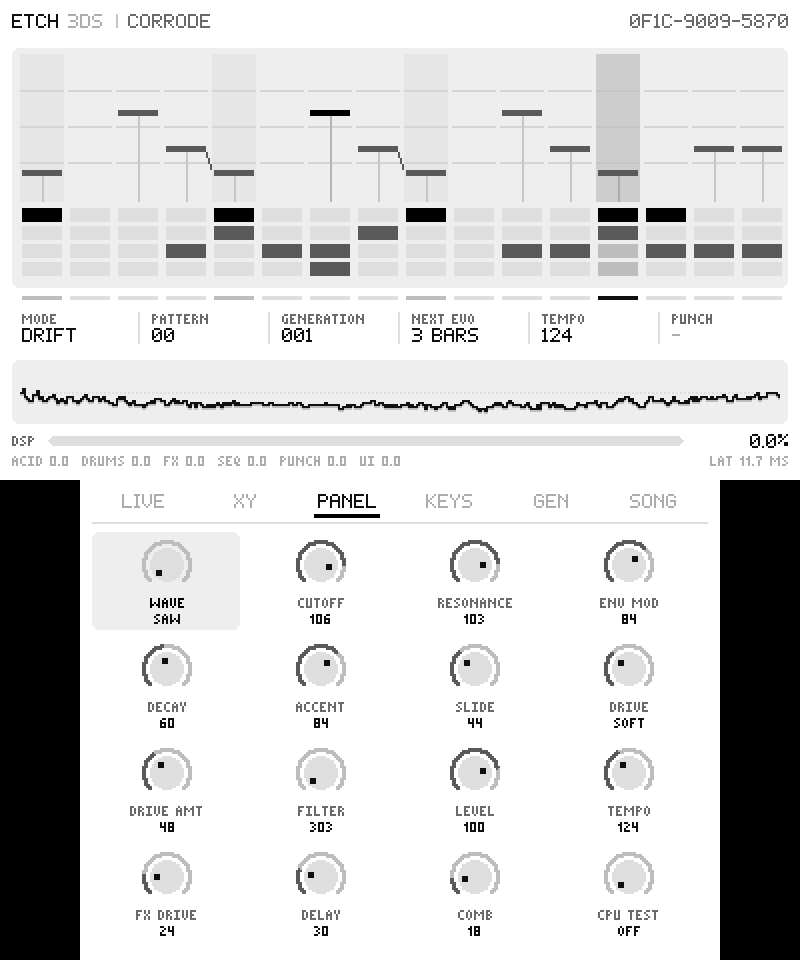 ETCH 3DS | CORRODE 0F1C-9009-5870
MODE PATTERN GENERATION NEXT EVO TEMPO PUNCH
DRIFT 00 001 3 BARS 124 -
DSP 0.0%
ACID 0.0 DRUMS 0.0 FX 0.0 SEQ 0.0 PUNCH 0.0 UI 0.0 LAT 11.7 MS
LIVE XY PANEL KEYS GEN SONG
WAVE CUTOFF RESONANCE ENV MOD
SAW 106 103 84
DECAY ACCENT SLIDE DRIVE
60 84 44 SOFT
DRIVE AMT FILTER LEVEL TEMPO
48 303 100 124
FX DRIVE DELAY COMB CPU TEST
24 30 18 OFF